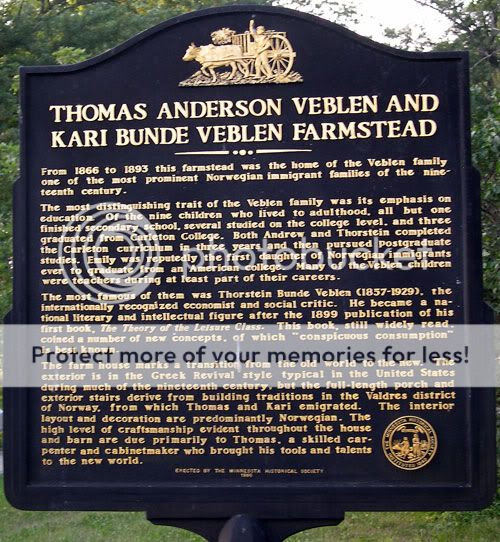 THOMAS ANDERSON VEBLEN AND
KARI BUNDE VEBLEN FARMSTEAD
From 1866 to 1893 this farmstead was the home of the Veblen family
one of the most prominent Norwegian immigrant families of the nine-
teenth century.
The most distinguishing trait of the Veblen family was its emphasis on
education. Of the nine children who lived to adulthood, all but one
finished secondary school, several studied on the college level, and three
graduated from Carleton College. Both Andrew and Thorstein completed
the Carleton curriculum in three years and then pursued postgraduate
studies. Emily was reputedly the first daughter of Norwegian immigrants
ever to graduate from an American college. Many of the Veblen children
were teachers during at least part of their careers.
The most famous of them was Thorstein Bunde Veblen (1857-1929), the
internationally recognized economist and social critic. He became a na-
tional literary and intellectual figure after the 1899 publication of his
first book, The Theory of the Leisure Class. This book, still widely read
coined a number of new concepts, of which "conspicuous consumption"
is best known.
Protect more of your memories for less!
The farm house marks a transition from the old world to the new. The
exterior is in the Greek Revival style typical in the United States
during much of the nineteenth century, but the full-length porch and
exterior stairs derive from building traditions in the Valdres district
of Norway, from which Thomas and Kari emigrated. The interior
layout and decoration are predominantly Norwegian. The
high level of craftsmanship evident throughout the house
and barn are due primarily to Thomas, a skilled car-
penter and cabinetmaker who brought his tools and talents
to the new world.
ERECTED BY THE MINNESOTA HISTORICAL SOCIETY
photobucket